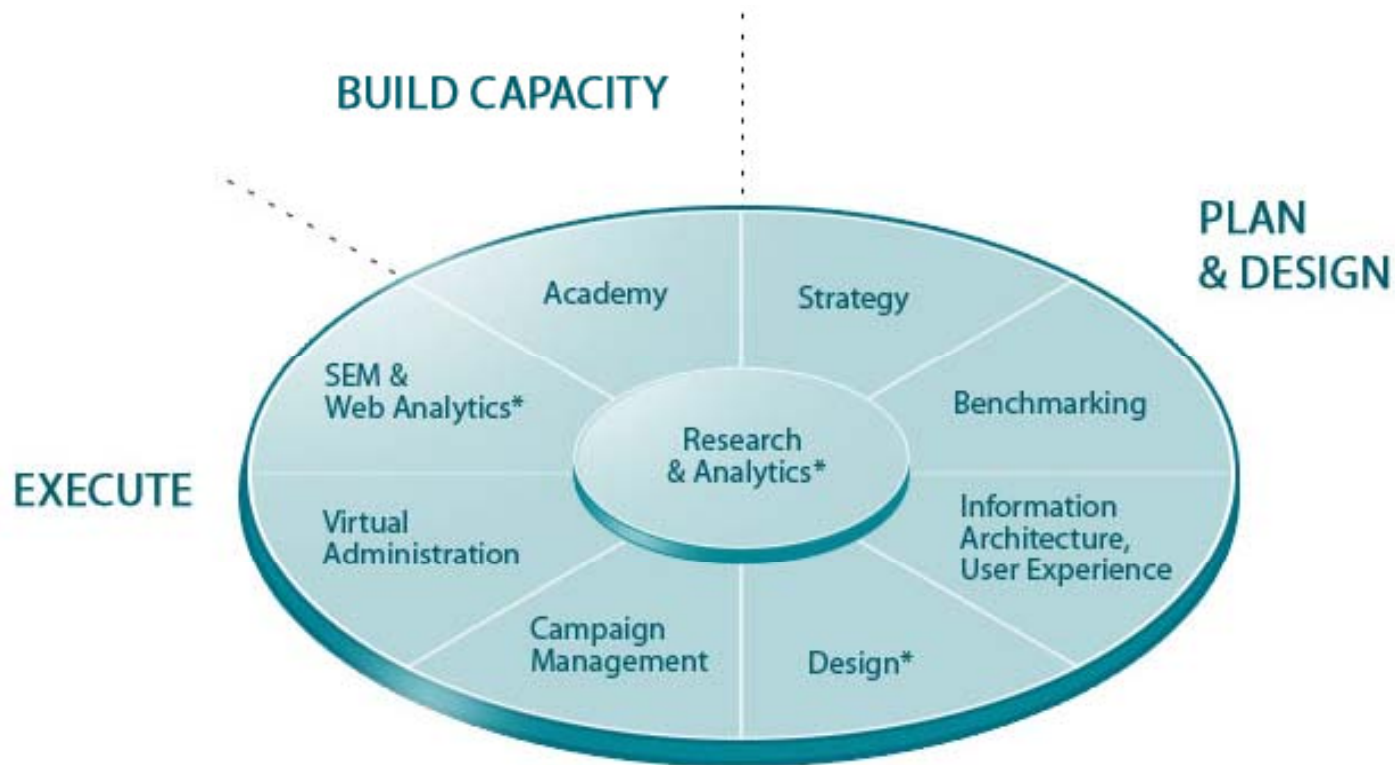 BUILD CAPACITY
PLAN
& DESIGN
Academy
Strategy
SEM &
Web Analytics*
Benchmarking
Research
& Analytics*
EXECUTE
Virtual
Administration
Information
Architecture,
User Experience
Campaign
Management
Design*